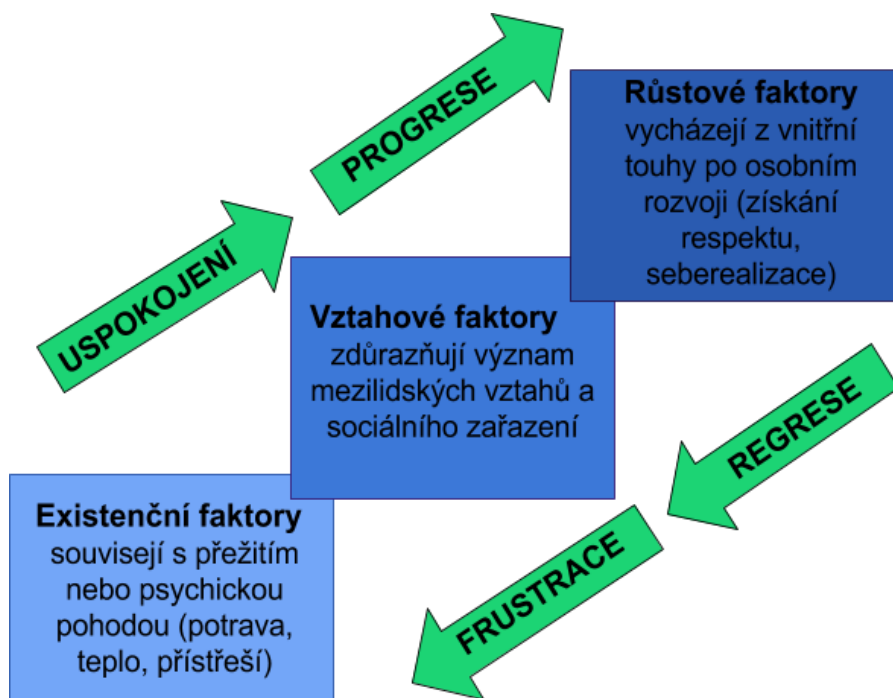 PROGRESE
USPOKOJENÍ
Růstové faktory
vycházejí z vnitřní
touhy po osobním
rozvoji (získání
respektu,
seberealizace)
Vztahové faktory
zdůrazňují význam
mezilidských vztahů a
sociálního zařazení
REGRESE
FRUSTRACE
Existenční faktory
souvisejí s přežitím
nebo psychickou
pohodou (potrava,
teplo, přístřeší)